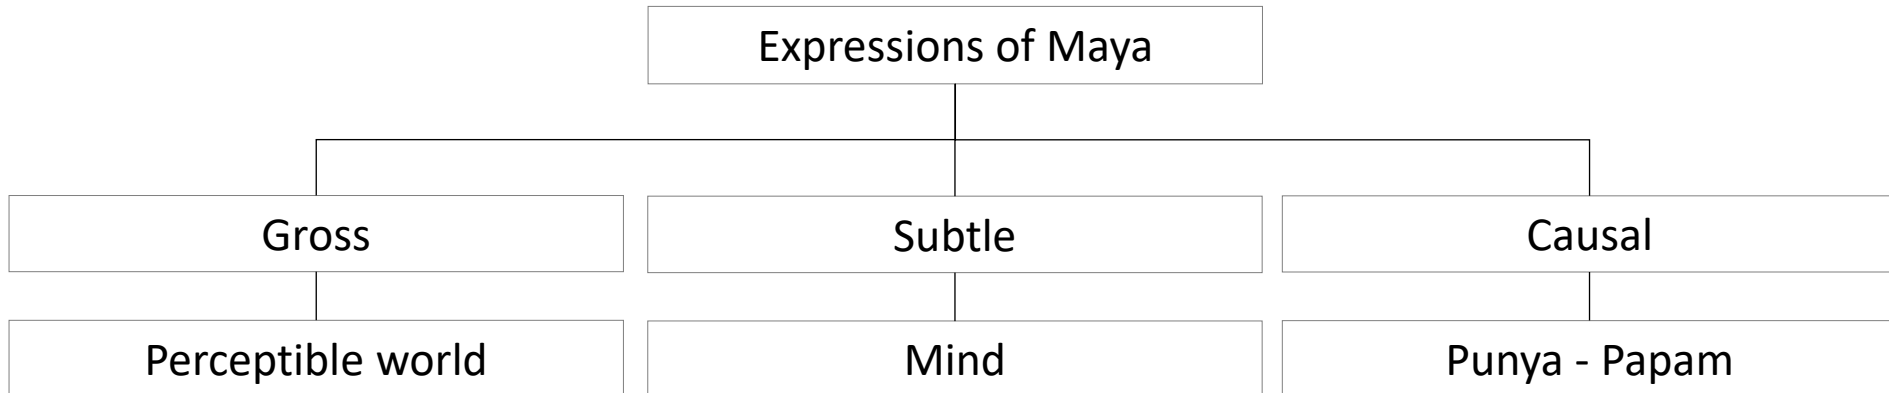 Expressions of Maya
Gross
Subtle
Causal
Perceptible world
Mind
Punya - Papam